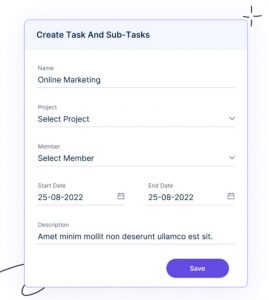 Create Task And Sub-Tasks
Name
Online Marketing
Project
Select Project
Member
Select Member
Start Date End Date
25-08-2022 25-08-2022
Description
Amet minim mollit non deserunt ullamco est sit.
Save